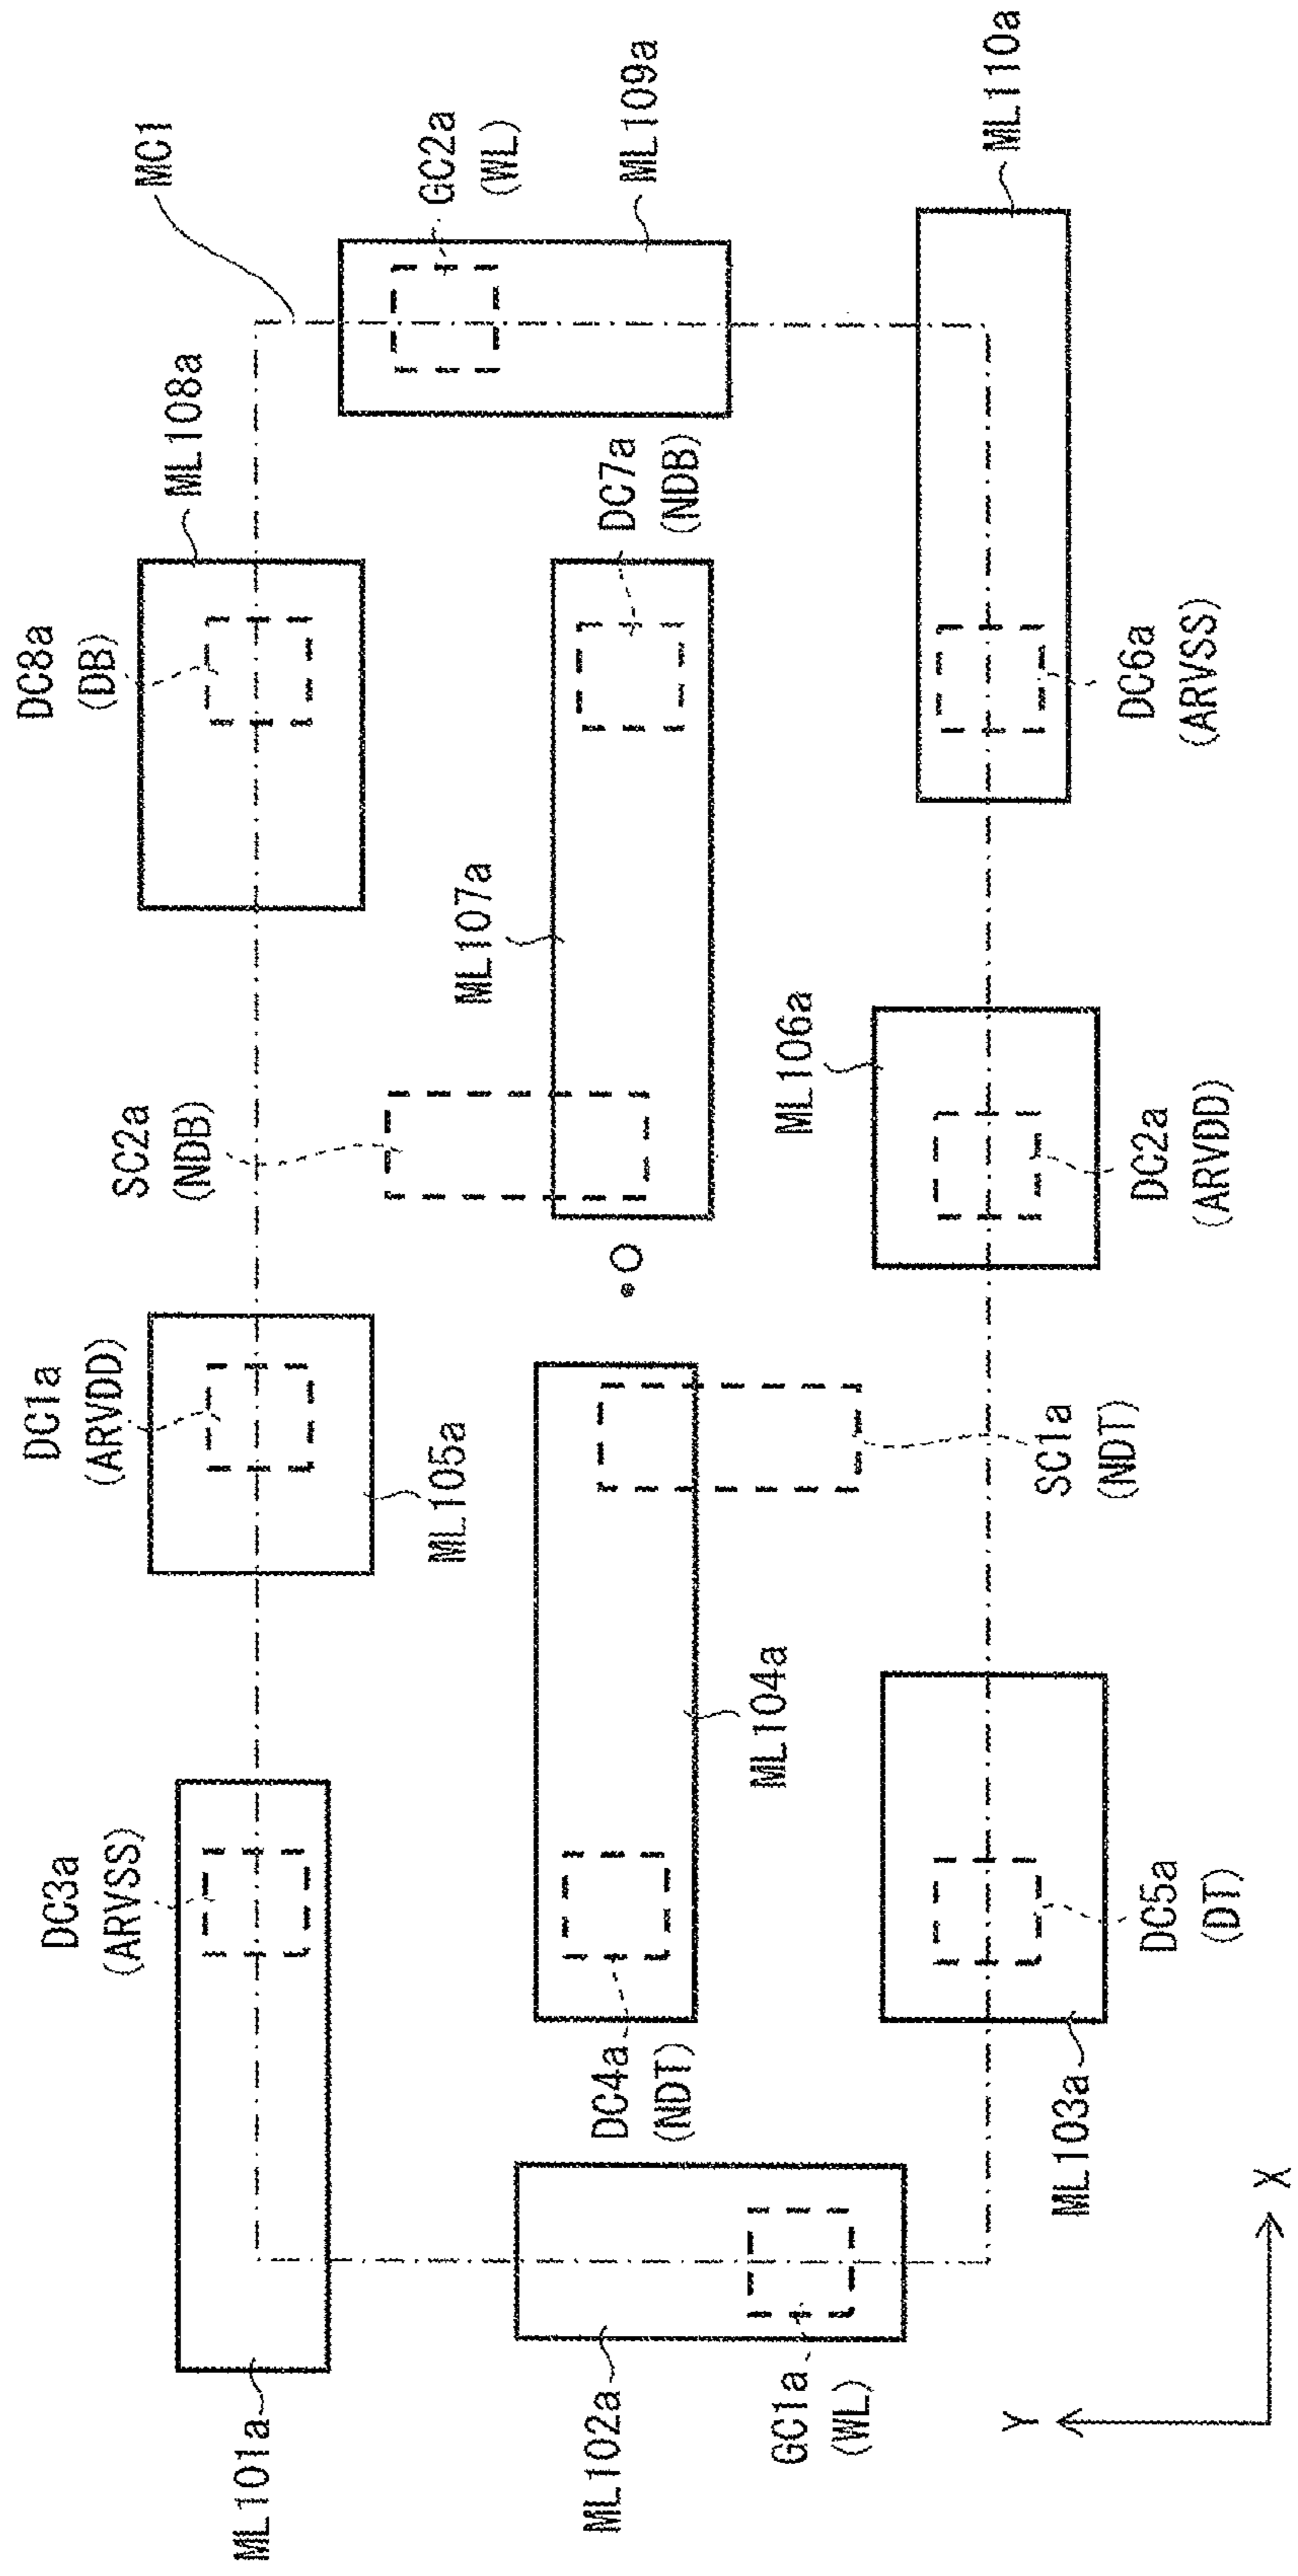 MC1
GC2a
(WL)
ML109a
ML110a
ML108a
DC8a
(DB)
DC7a
(NDB)
DC6a
(ARVSS)
ML107a
SC2a
(NDB)
ML106a
DC2a
(ARVDD)
O
DC1a
(ARVDD)
ML105a
SC1a
(NDT)
ML104a
DC3a
(ARVSS)
DC4a
(NDT)
DC5a
(DT)
ML103a
ML101a
ML102a
GC1a
(WL)
Y
X